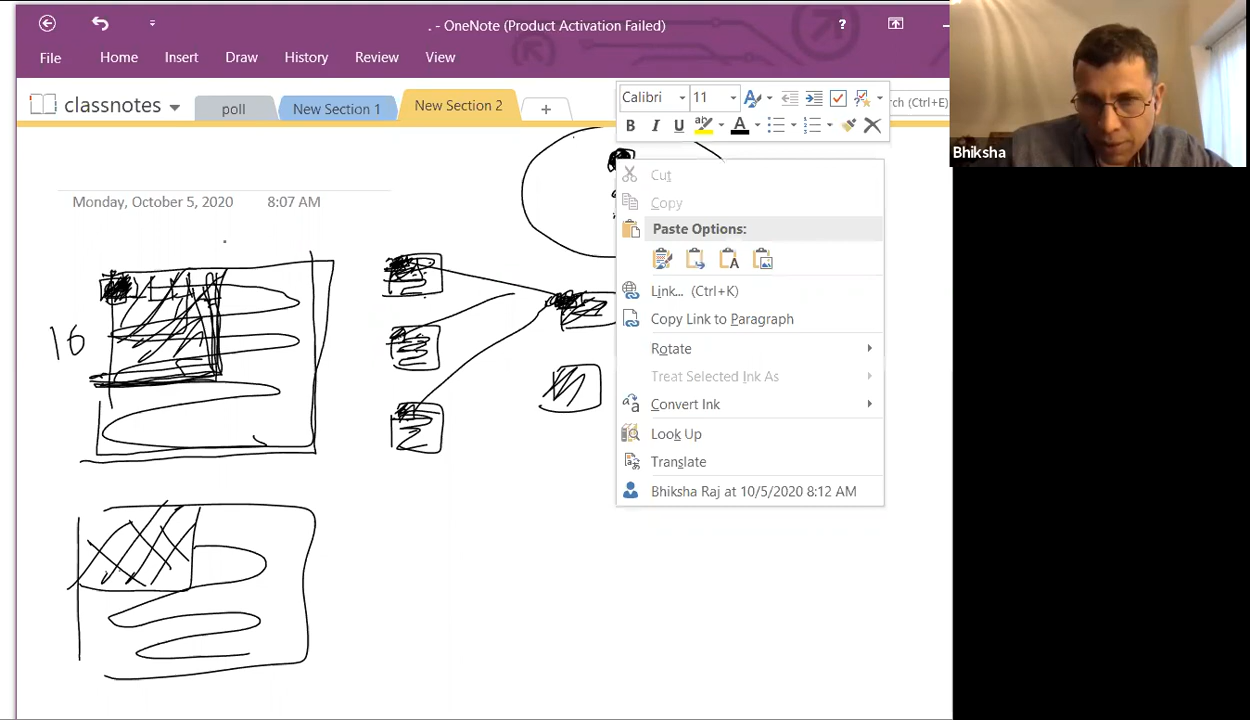 . - OneNote (Product Activation Failed)
?
File Home Insert Draw History Review View
classnotes
poll
New Section 1
New Section 2
+
Calibri 11
rch (Ctrl+E)
B I U ab A
Bhiksha
Cut
Copy
Paste Options:
A
Monday, October 5, 2020 8:07 AM
Link... (Ctrl+K)
Copy Link to Paragraph
Rotate
Treat Selected Ink As
Convert Ink
Look Up
Translate
Bhiksha Raj at 10/5/2020 8:12 AM
16